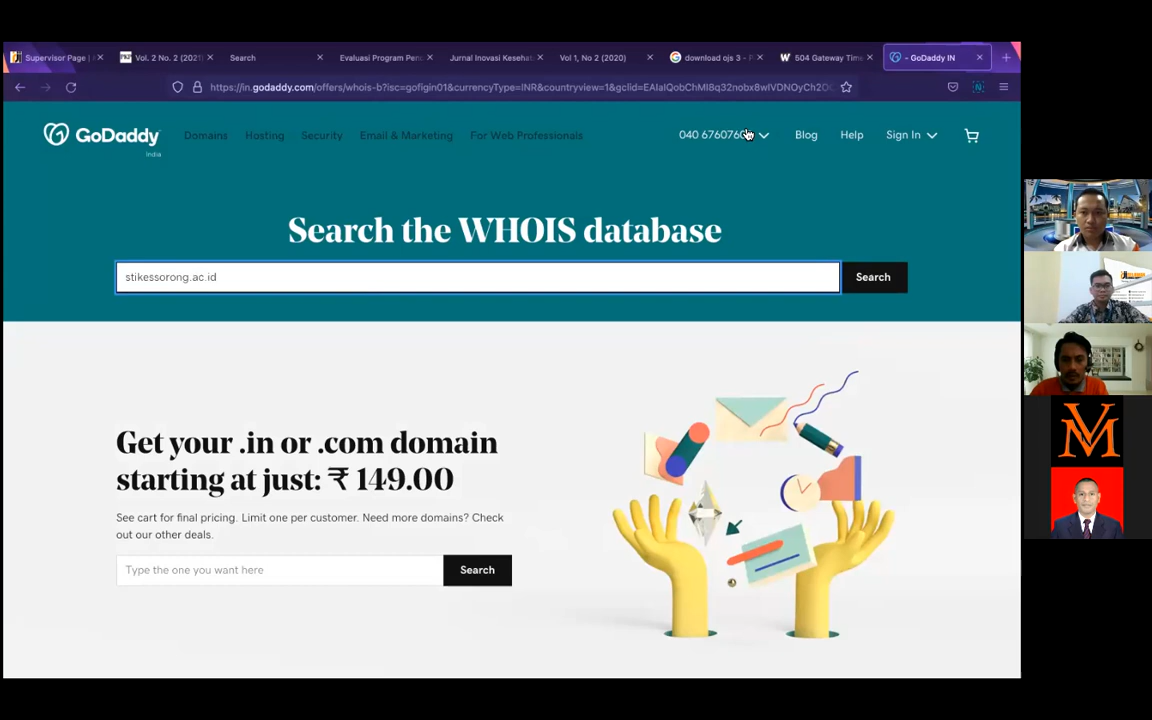 Supervisor Page |
Vol. 2 No. 2 (2021)
Search
Evaluasi Program Pen
Jurnal Inovasi Kesehat
Vol 1, No 2 (2020)
download ojs 3 - P
504 Gateway Time
- GoDaddy IN
https://in.godaddy.com/offers/whois-b?isc=gofigin01&currencyType=INR&countryview=1&gclid=
GoDaddy
India
Domains
Hosting
Security
Email & Marketing
For Web Professionals
040 6760760
Blog
Help
Sign In
Search the WHOIS database
stikessorong.ac.id
Search
Get your .in or .com domain
starting at just: ₹ 149.00
See cart for final pricing. Limit one per customer. Need more domains? Check
out our other deals.
Type the one you want here
Search